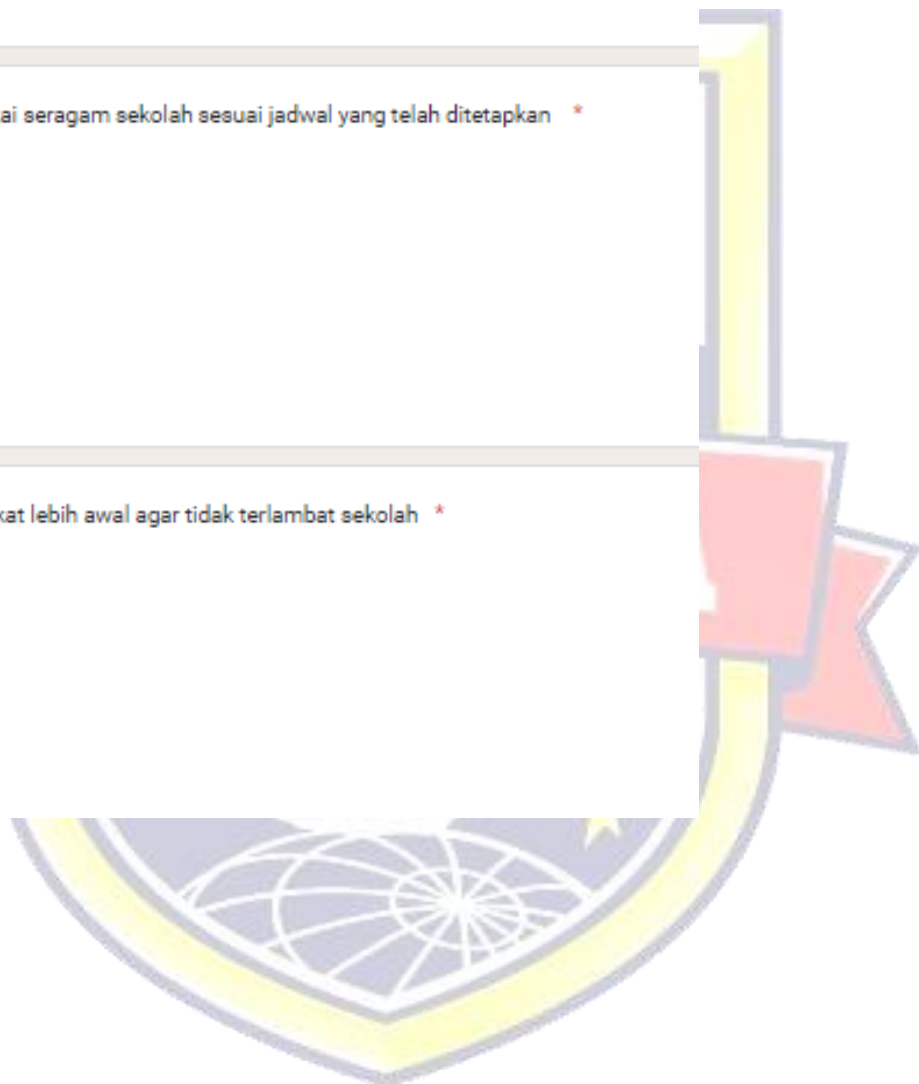 ai seragam sekolah sesuai jadwal yang telah ditetapkan *
kat lebih awal agar tidak terlambat sekolah *
A